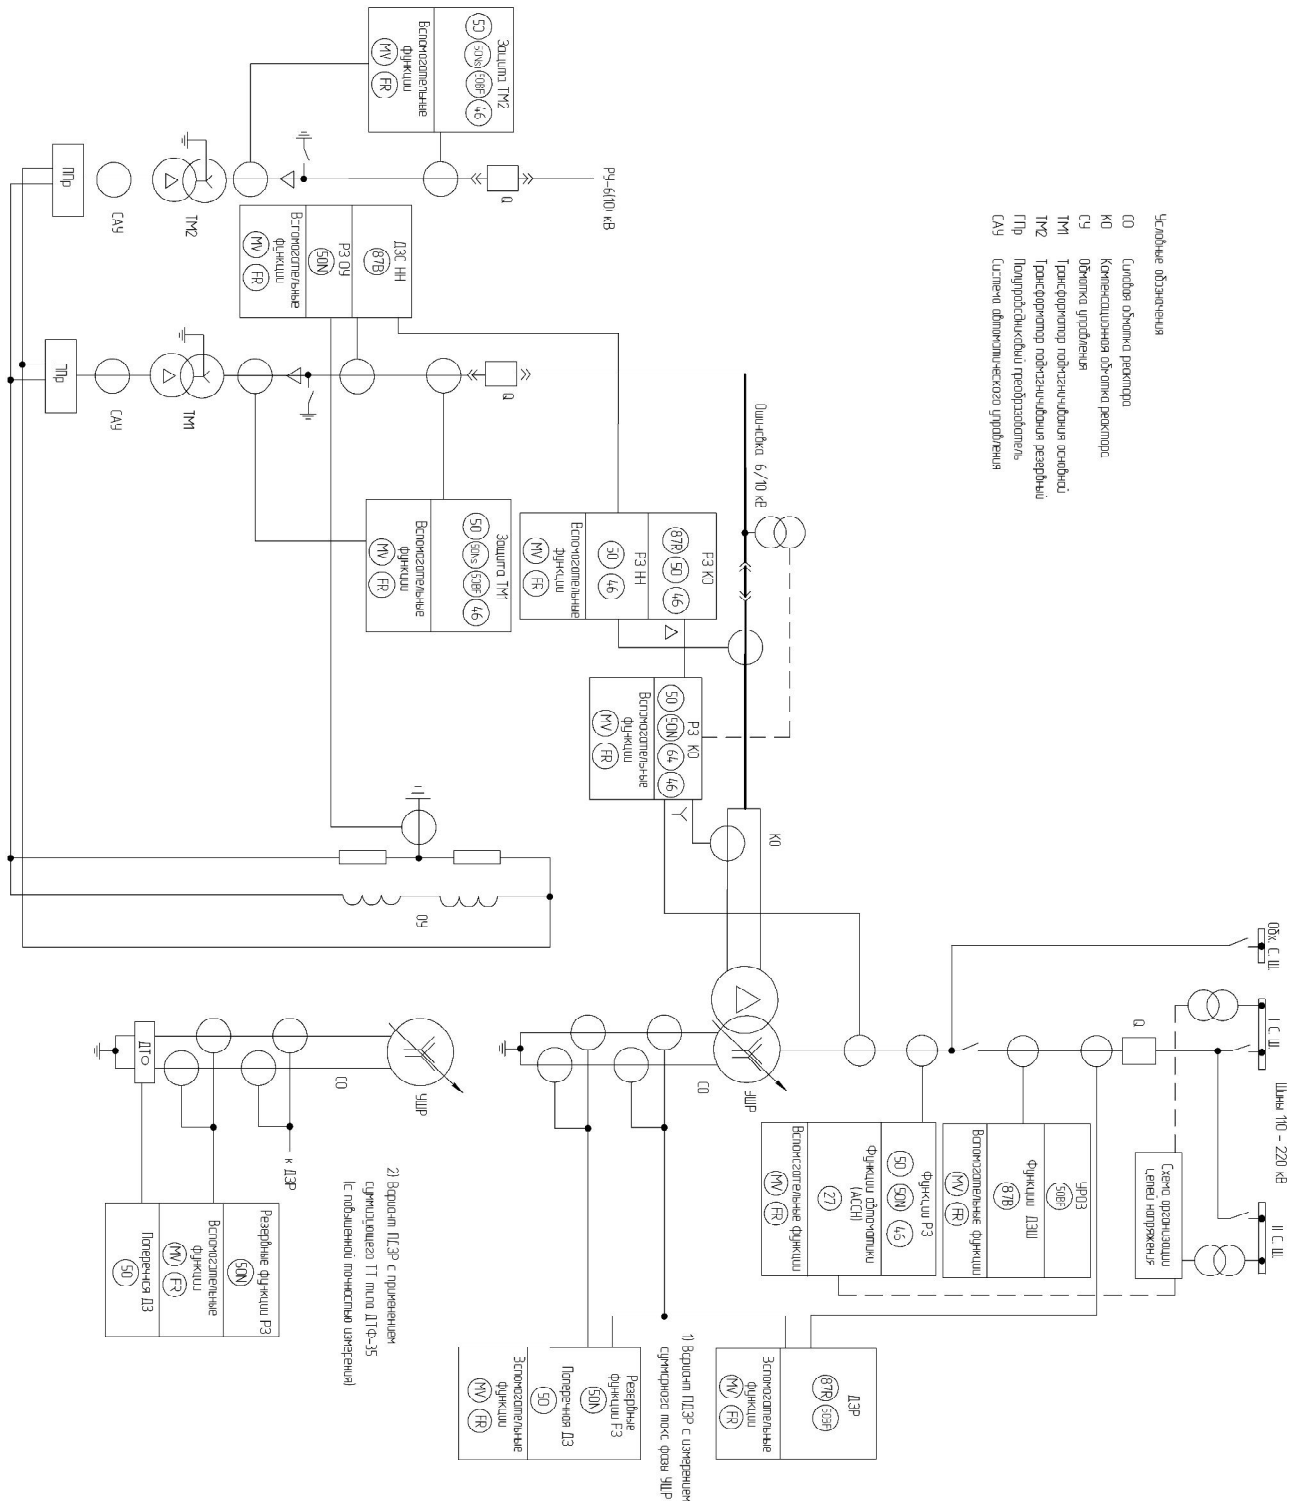 Обх. С. Ш.
I С. Ш.
Шины 110 - 220 кВ
II С. Ш.
Условные обозначения
СО Силовая обмотка реактора
КО Компенсационная обмотка реактора
ОУ Обмотка управления
ТМ1 Трансформатор подмагничивания основной
ТМ2 Трансформатор подмагничивания резервный
ППр Полупроводниковый преобразователь
САУ Система автоматического управления
Q
Схема организации
цепей напряжения
УРОВ
50BF
Функции ДЗШ
87B
Вспомогательные функции
MV FR
Функции РЗ
50 50N 46
Функции автоматики
(АОСН)
27
Вспомогательные функции
MV FR
ДЗР
87R 50BF
Вспомогательные
функции
MV FR
Ошиновка 6/10 кВ
КО
УШР
СО
1) Вариант ПДЗР с измерением
суммарного тока фазы УШР
РЗ КО
87R 50 46
РЗ НН
50 46
Вспомогательные
функции
MV FR
РЗ КО
50 50N 64 46
Вспомогательные
функции
MV FR
Резервные
функции РЗ
50N
Поперечная ДЗ
50
Вспомогательные
функции
MV FR
РУ-6(10) кВ
Q
Q
Защита ТМ2
50 50Ns 50BF 46
Вспомогательные
функции
MV FR
Защита ТМ1
50 50Ns 50BF 46
Вспомогательные
функции
MV FR
ДЗС НН
87B
РЗ ОУ
50N
Вспомогательные
функции
MV FR
ОУ
УШР
СО
к ДЗР
2) Вариант ПДЗР с применением
суммирующего ТТ типа ДТФ-35
(с повышенной точностью измерения)
Резервные функции РЗ
50N
Вспомогательные
функции
MV FR
Поперечная ДЗ
50
ДТФ
ТМ2
ТМ1
САУ
САУ
ППр
ППр